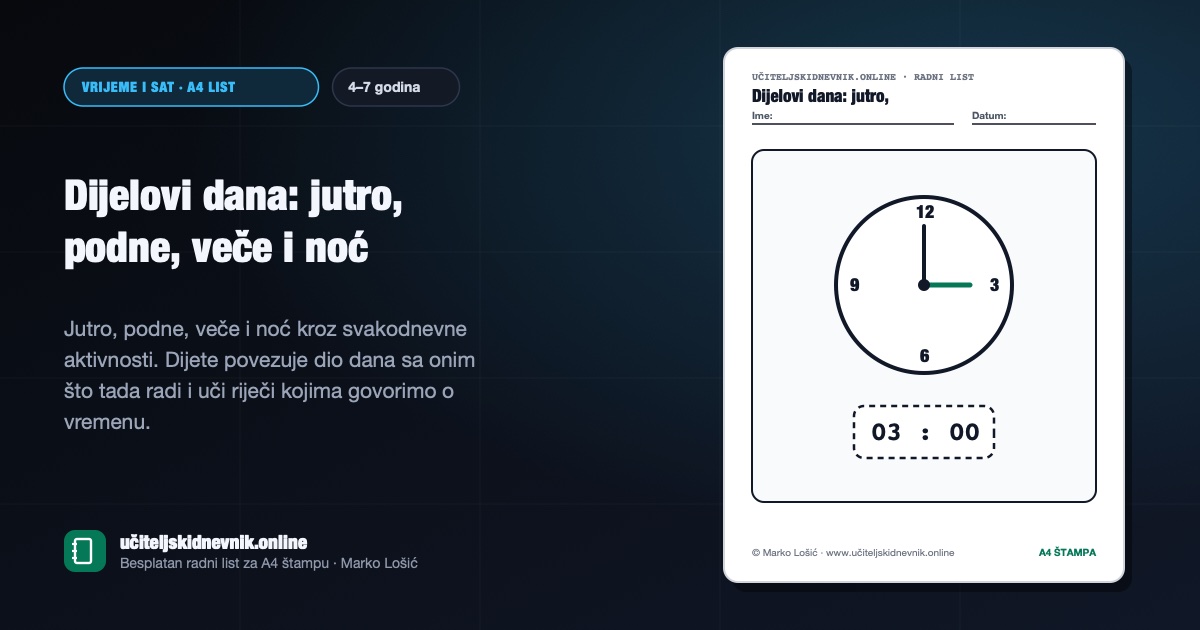 VRIJEME I SAT · A4 LIST
4–7 godina
Dijelovi dana: jutro,
podne, veče i noć
Jutro, podne, veče i noć kroz svakodnevne
aktivnosti. Dijete povezuje dio dana sa onim
što tada radi i uči riječi kojima govorimo o
vremenu.
učiteljskidnevnik.online
Besplatan radni list za A4 štampu · Marko Lošić
UČITELJSKIDNEVNIK.ONLINE · RADNI LIST
Dijelovi dana: jutro,
Ime:
Datum:
12
9
3
6
03 : 00
© Marko Lošić · www.učiteljskidnevnik.online
A4 ŠTAMPA